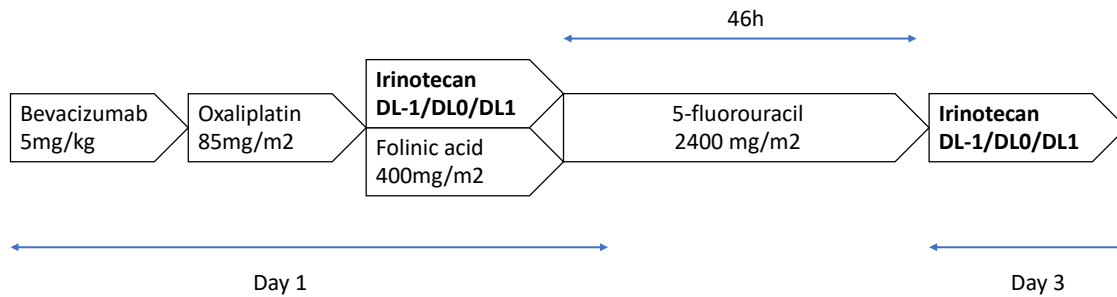 46h
Bevacizumab
5mg/kg
Oxaliplatin
85mg/m2
Irinotecan
DL-1/DL0/DL1
Folinic acid
400mg/m2
5-fluorouracil
2400 mg/m2
Irinotecan
DL-1/DL0/DL1
Day 1
Day 3